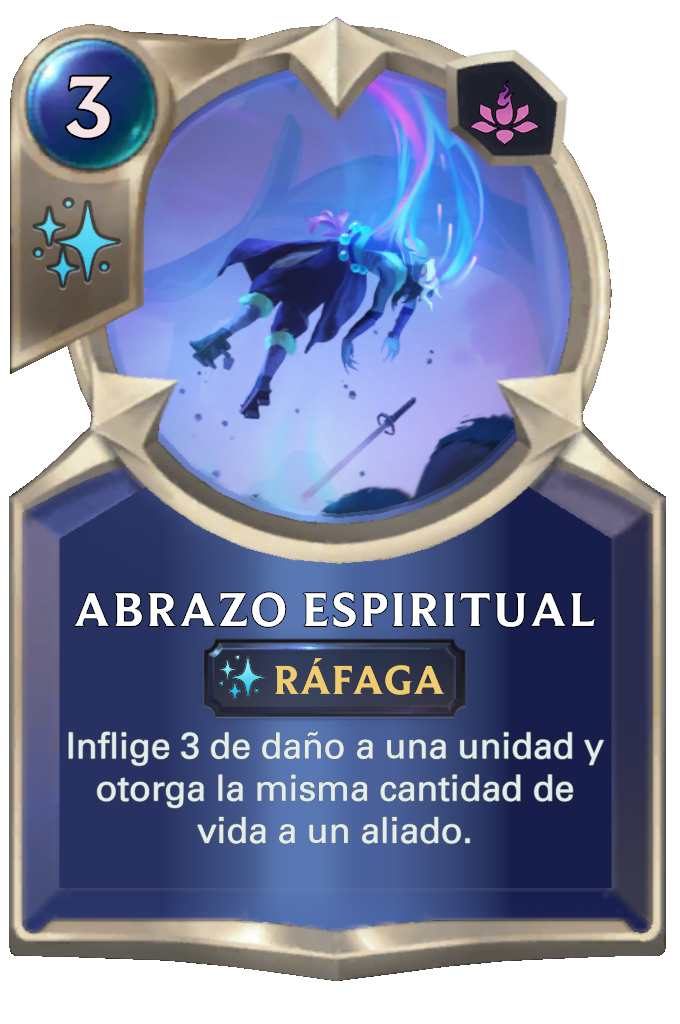 3
ABRAZO ESPIRITUAL
RÁFAGA
Inflige 3 de daño a una unidad y
otorga la misma cantidad de
vida a un aliado.